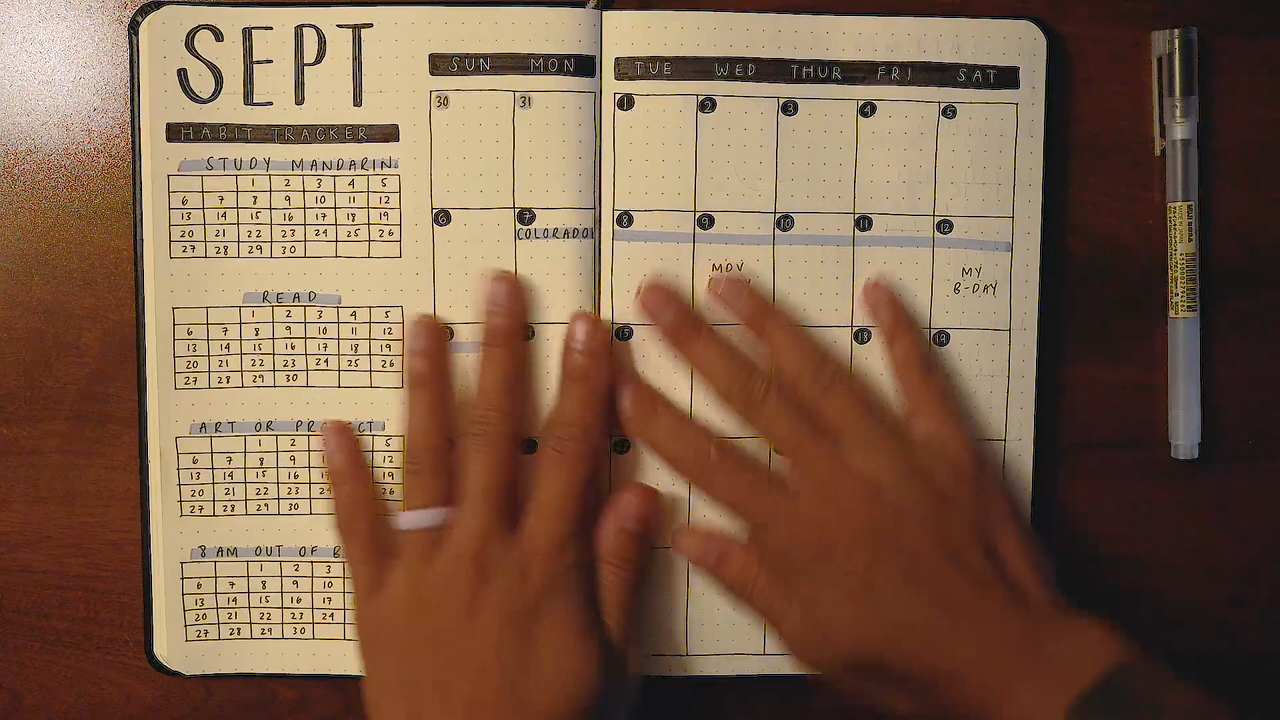 SEPT
HABIT TRACKER
STUDY MANDARIN
1 2 3 4 5
6 7 8 9 10 11 12
13 14 15 16 17 18 19
20 21 22 23 24 25 26
27 28 29 30
READ
1 2 3 4 5
6 7 8 9 10 11 12
13 14 15 16 17 18 19
20 21 22 23 24 25 26
27 28 29 30
ART OR PROJECT
1 2 5
6 7 8 9 12
13 14 15 16 19
20 21 22 23 24 26
27 28 29 30
8 AM OUT OF
1 2 3
6 7 8 9 10
13 14 15 16 17
20 21 22 23 24
27 28 29 30
SUN MON TUE WED THUR FRI SAT
30 31 1 2 3 4 5
6 7 8 9 10 11 12
COLORADO!
MOV
MY
B-DAY
15 18 19
MUJI